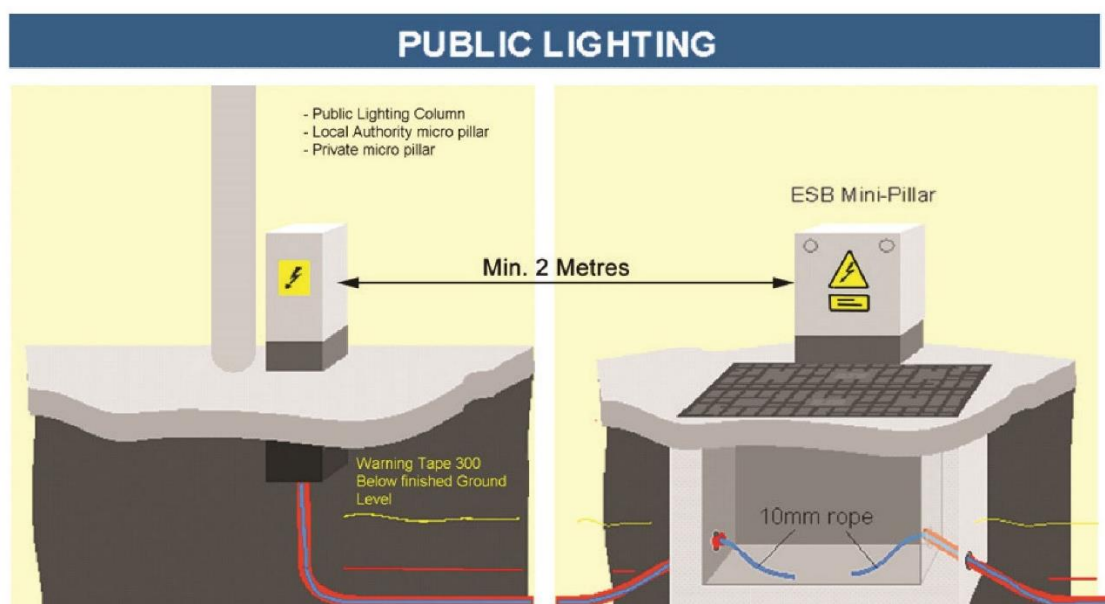 PUBLIC LIGHTING
- Public Lighting Column
- Local Authority micro pillar
- Private micro pillar
ESB Mini-Pillar
Min. 2 Metres
Warning Tape 300
Below finished Ground
Level
10mm rope